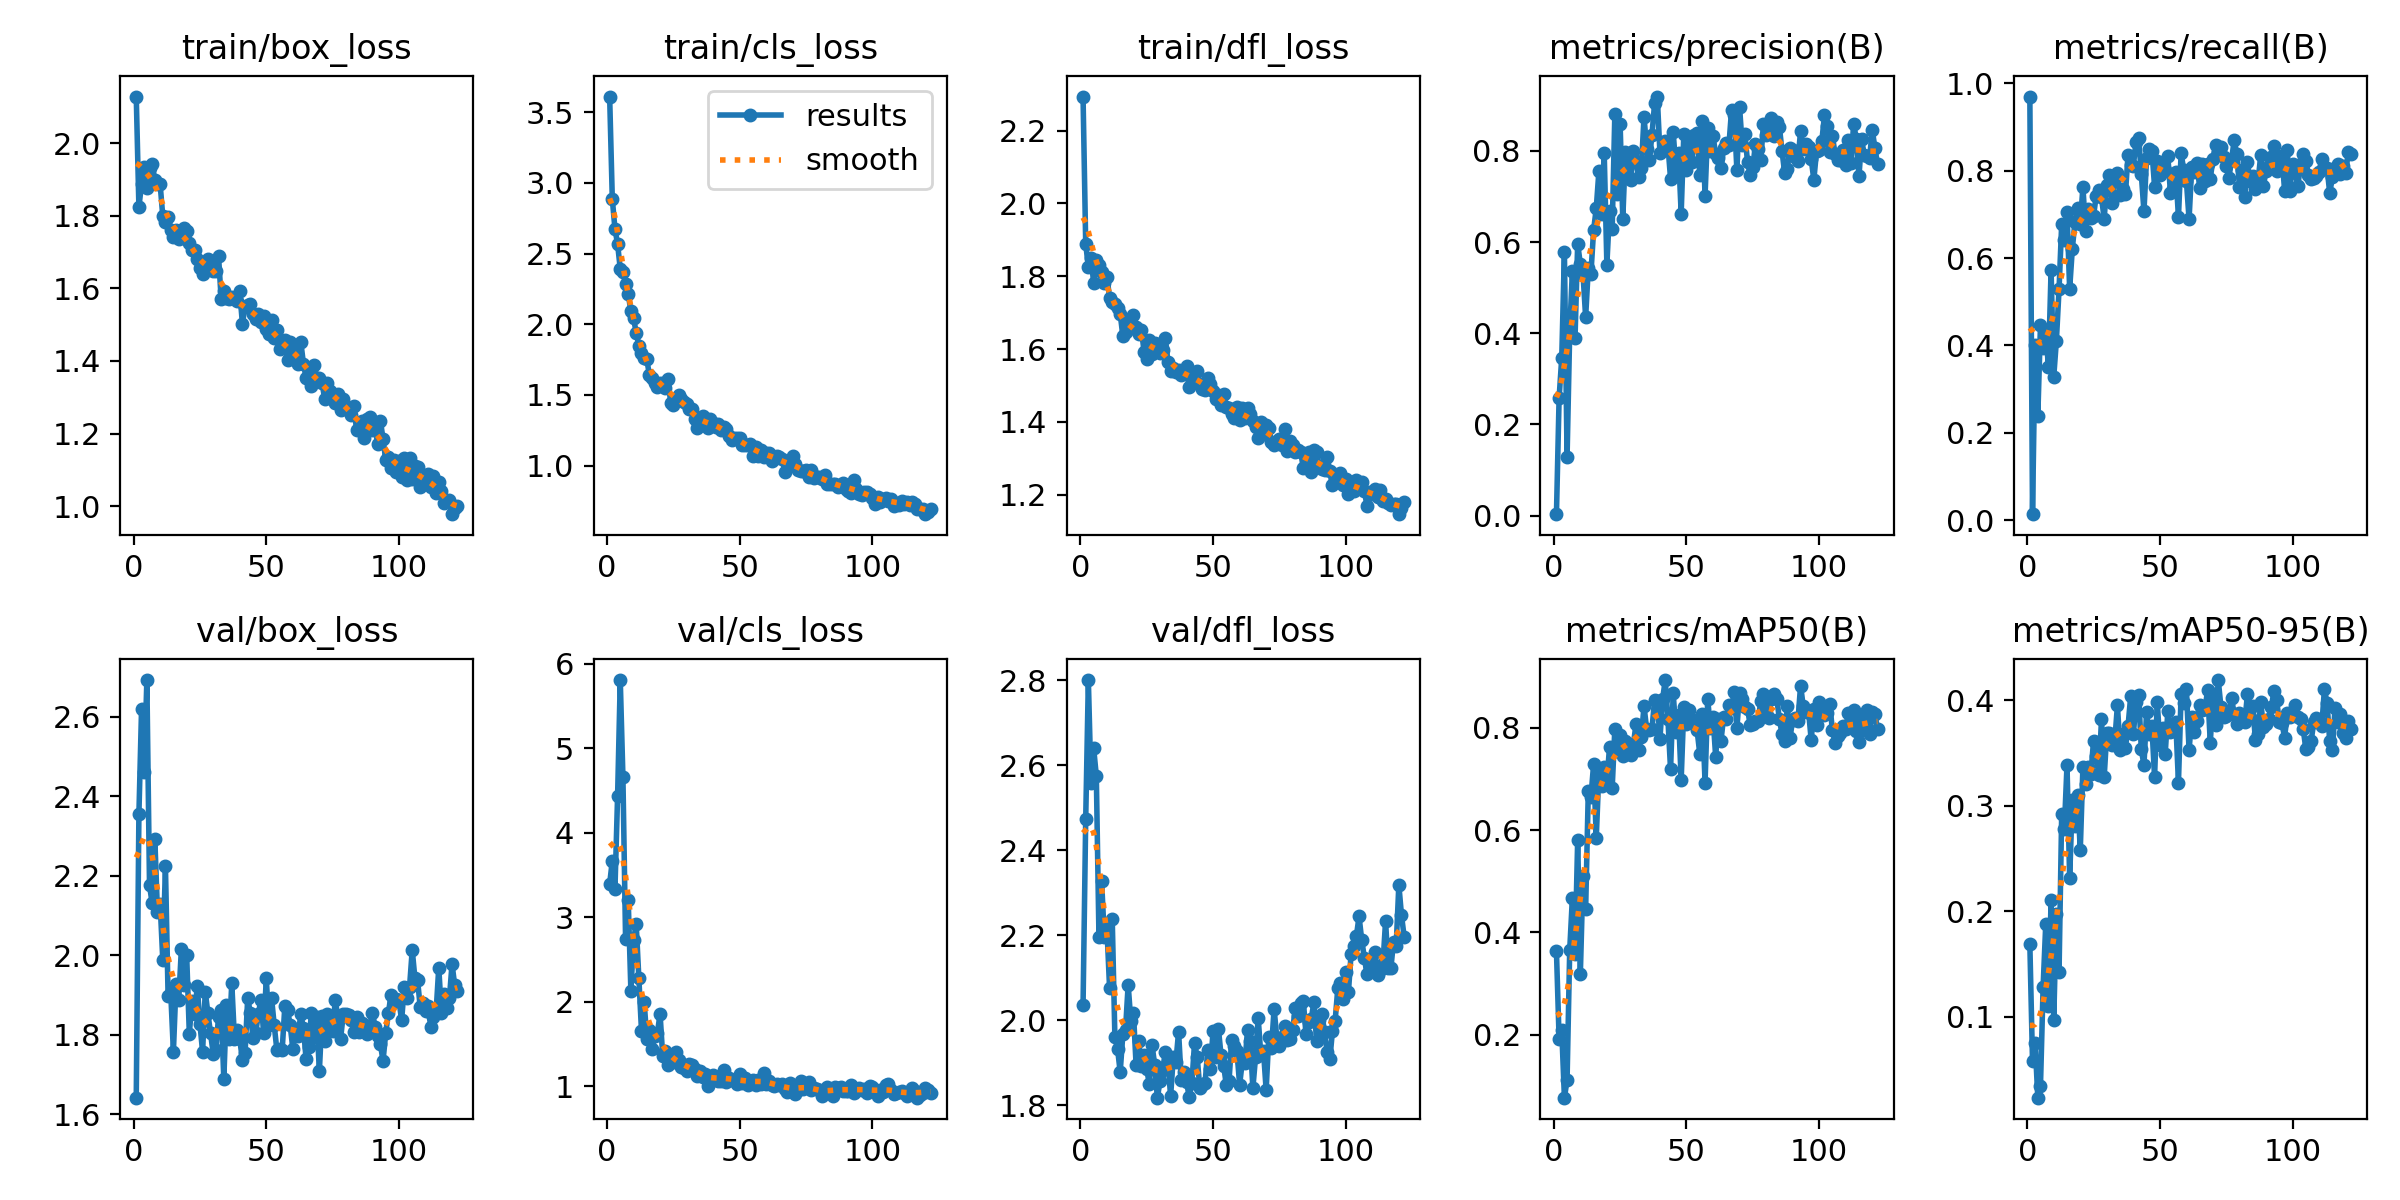 train/box_loss
train/cls_loss
train/dfl_loss
metrics/precision(B)
metrics/recall(B)
2.0
1.8
1.6
1.4
1.2
1.0
0 50 100
3.5
3.0
2.5
2.0
1.5
1.0
0 50 100
results
smooth
2.2
2.0
1.8
1.6
1.4
1.2
0 50 100
0.8
0.6
0.4
0.2
0.0
0 50 100
1.0
0.8
0.6
0.4
0.2
0.0
0 50 100
val/box_loss
val/cls_loss
val/dfl_loss
metrics/mAP50(B)
metrics/mAP50-95(B)
2.6
2.4
2.2
2.0
1.8
1.6
0 50 100
6
5
4
3
2
1
0 50 100
2.8
2.6
2.4
2.2
2.0
1.8
0 50 100
0.8
0.6
0.4
0.2
0 50 100
0.4
0.3
0.2
0.1
0 50 100